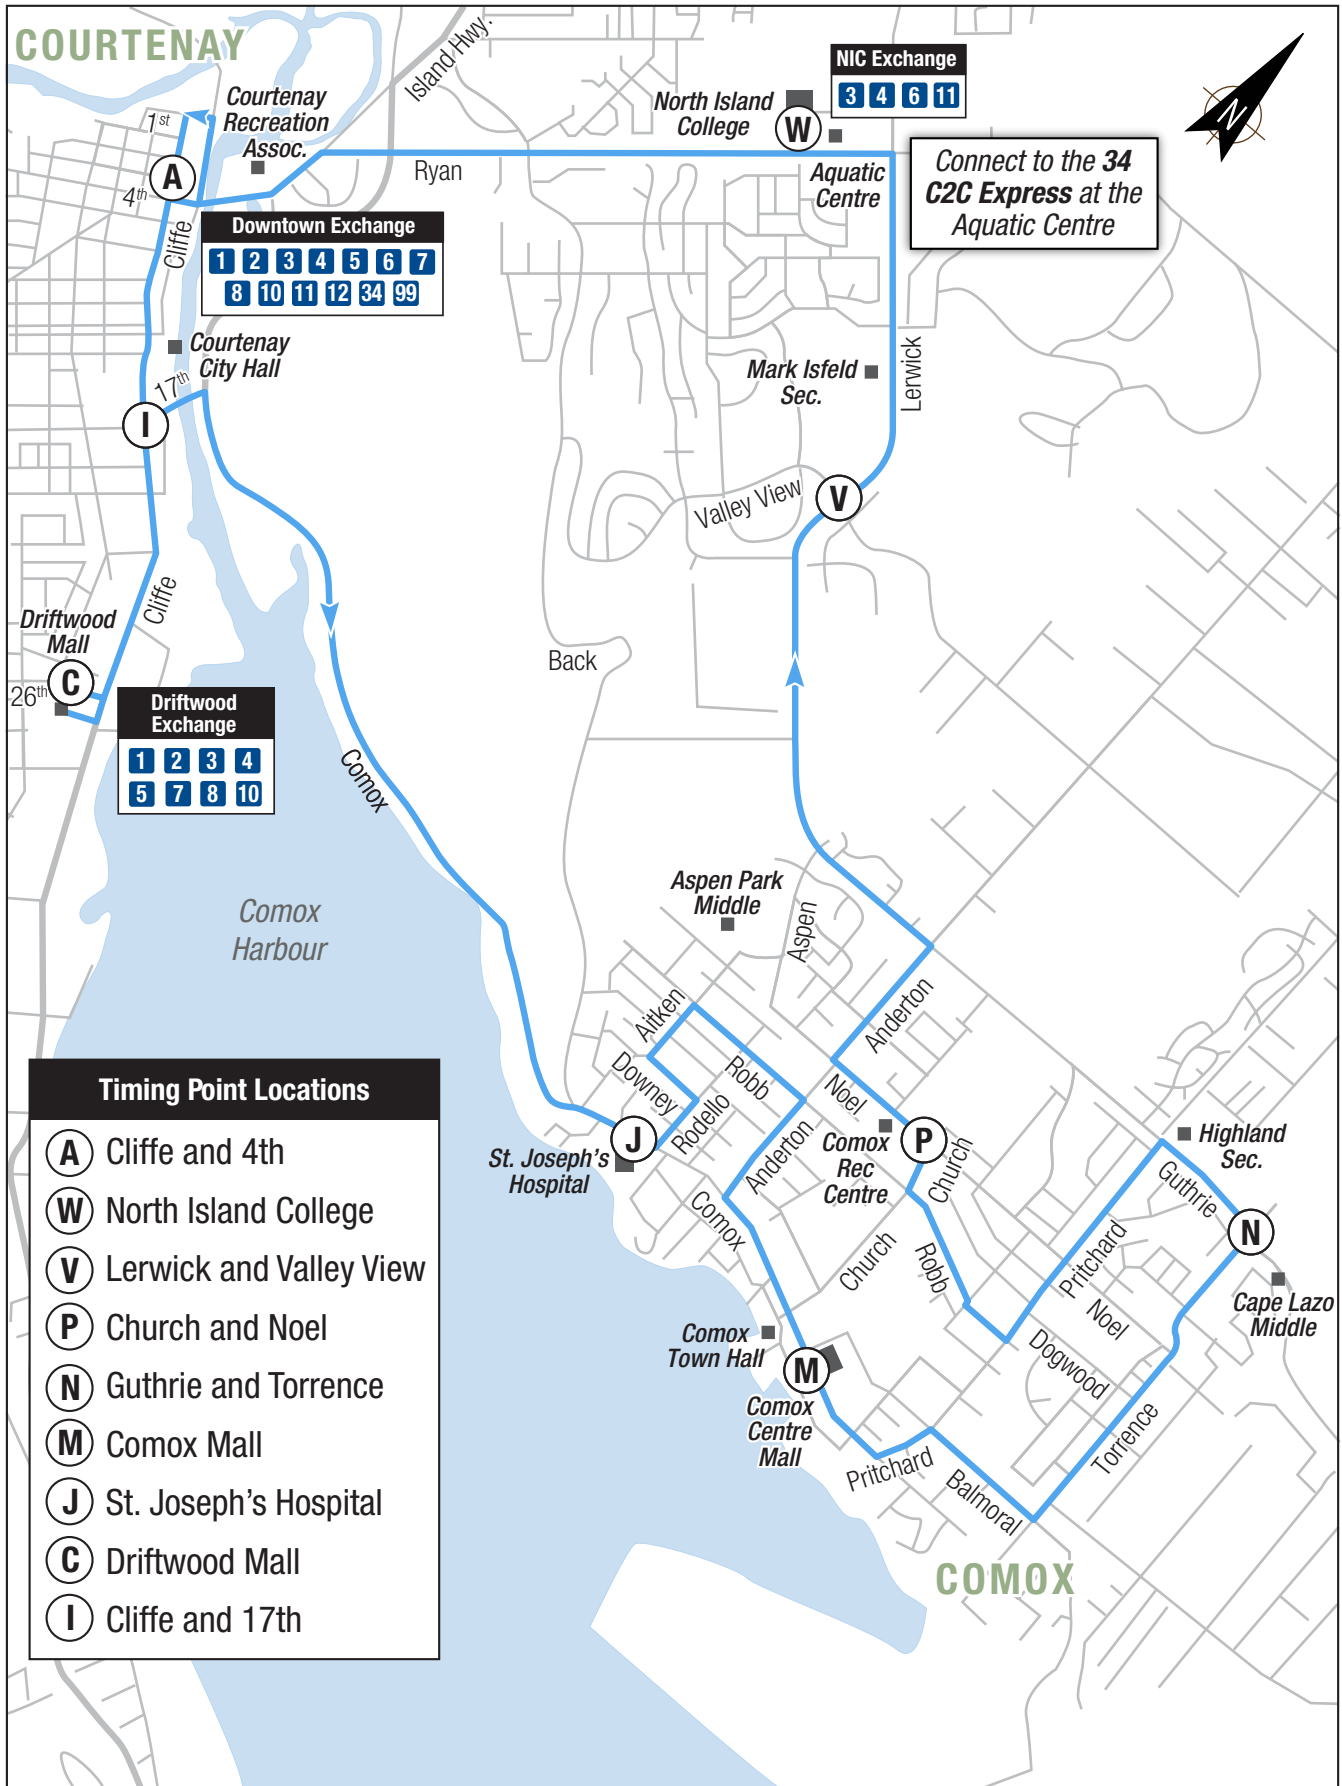 COURTENAY
Island Hwy.
Courtenay
Recreation
Assoc.
1st
A
4th
Cliffe
Ryan
North Island
College
W
NIC Exchange
3 4 6 11
N
Aquatic
Centre
Connect to the 34
C2C Express at the
Aquatic Centre
Downtown Exchange
1 2 3 4 5 6 7
8 10 11 12 34 99
Courtenay
City Hall
17th
I
Mark Isfeld
Sec.
Lerwick
Valley View
V
Cliffe
Driftwood
Mall
26th
C
Driftwood
Exchange
1 2 3 4
5 7 8 10
Back
Comox
Comox
Harbour
Aspen Park
Middle
Aspen
Anderton
Aitken
Downey
Robb
Rodello
Noel
Anderton
J
St. Joseph's
Hospital
Comox
Comox
Rec
Centre
P
Church
Church
Robb
Highland
Sec.
Guthrie
N
Pritchard
Noel
Cape Lazo
Middle
Dogwood
Torrence
Comox
Town Hall
M
Comox
Centre
Mall
Pritchard
Balmoral
COMOX
Timing Point Locations
A Cliffe and 4th
W North Island College
V Lerwick and Valley View
P Church and Noel
N Guthrie and Torrence
M Comox Mall
J St. Joseph's Hospital
C Driftwood Mall
I Cliffe and 17th